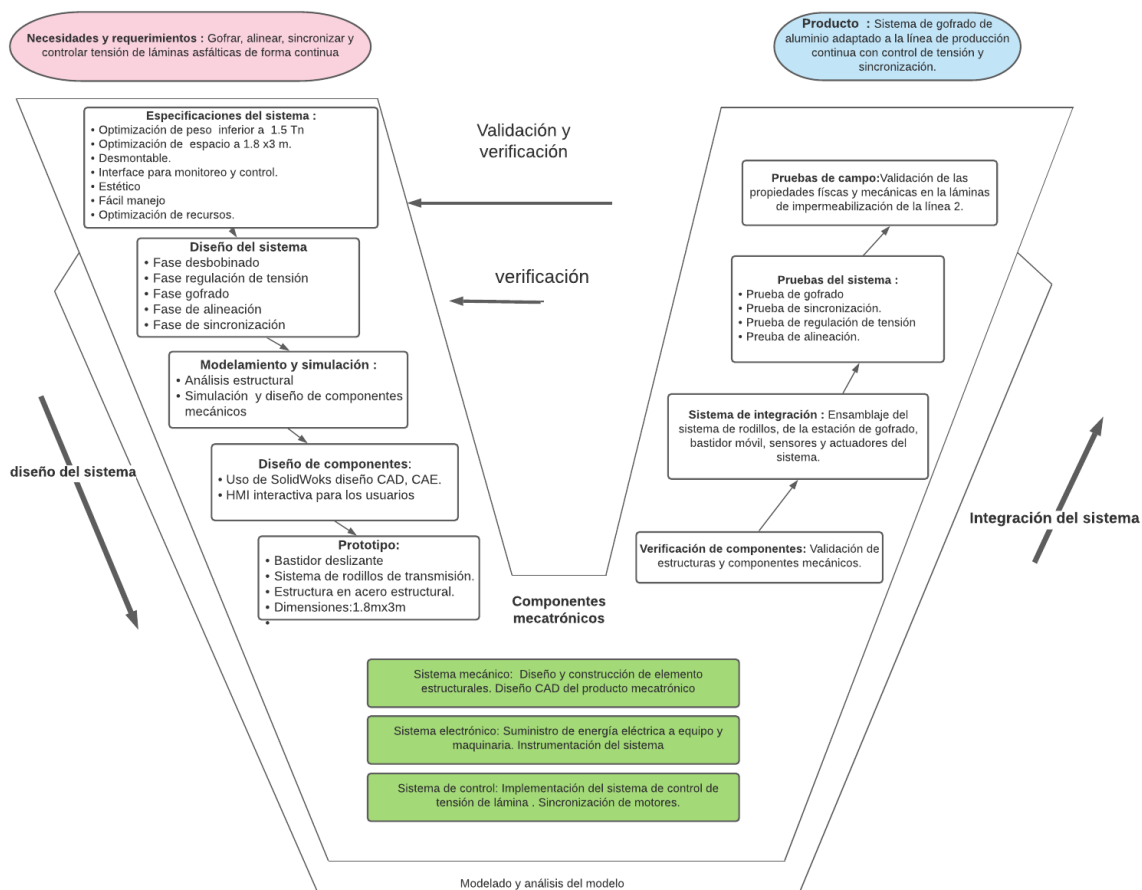 Necesidades y requerimientos : Gofrar, alinear, sincronizar y
controlar tensión de láminas asfálticas de forma continua
Producto : Sistema de gofrado de
aluminio adaptado a la línea de producción
continua con control de tensión y
sincronización.
Especificaciones del sistema :
• Optimización de peso inferior a 1.5 Tn
• Optimización de espacio a 1.8 x3 m.
• Desmontable.
• Interface para monitoreo y control.
• Estético
• Fácil manejo
• Optimización de recursos.
Diseño del sistema
• Fase desbobinado
• Fase regulación de tensión
• Fase gofrado
• Fase de alineación
• Fase de sincronización
Modelamiento y simulación :
• Análisis estructural
• Simulación y diseño de componentes
mecánicos
Diseño de componentes:
• Uso de SolidWoks diseño CAD, CAE.
• HMI interactiva para los usuarios
Prototipo:
• Bastidor deslizante
• Sistema de rodillos de transmisión.
• Estructura en acero estructural.
• Dimensiones:1.8mx3m
•
Validación y
verificación
verificación
Pruebas de campo:Validación de las
propiedades físcas y mecánicas en la láminas
de impermeabilización de la línea 2.
Pruebas del sistema :
• Prueba de gofrado
• Prueba de sincronización.
• Prueba de regulación de tensión
• Preuba de alineación.
Sistema de integración : Ensamblaje del
sistema de rodillos, de la estación de gofrado,
bastidor móvil, sensores y actuadores del
sistema.
Verificación de componentes: Validación de
estructuras y componentes mecánicos.
diseño del sistema
Integración del sistema
Componentes
mecatrónicos
Sistema mecánico: Diseño y construcción de elemento
estructurales. Diseño CAD del producto mecatrónico
Sistema electrónico: Suministro de energía eléctrica a equipo y
maquinaria. Instrumentación del sistema
Sistema de control: Implementación del sistema de control de
tensión de lámina . Sincronización de motores.
Modelado y análisis del modelo